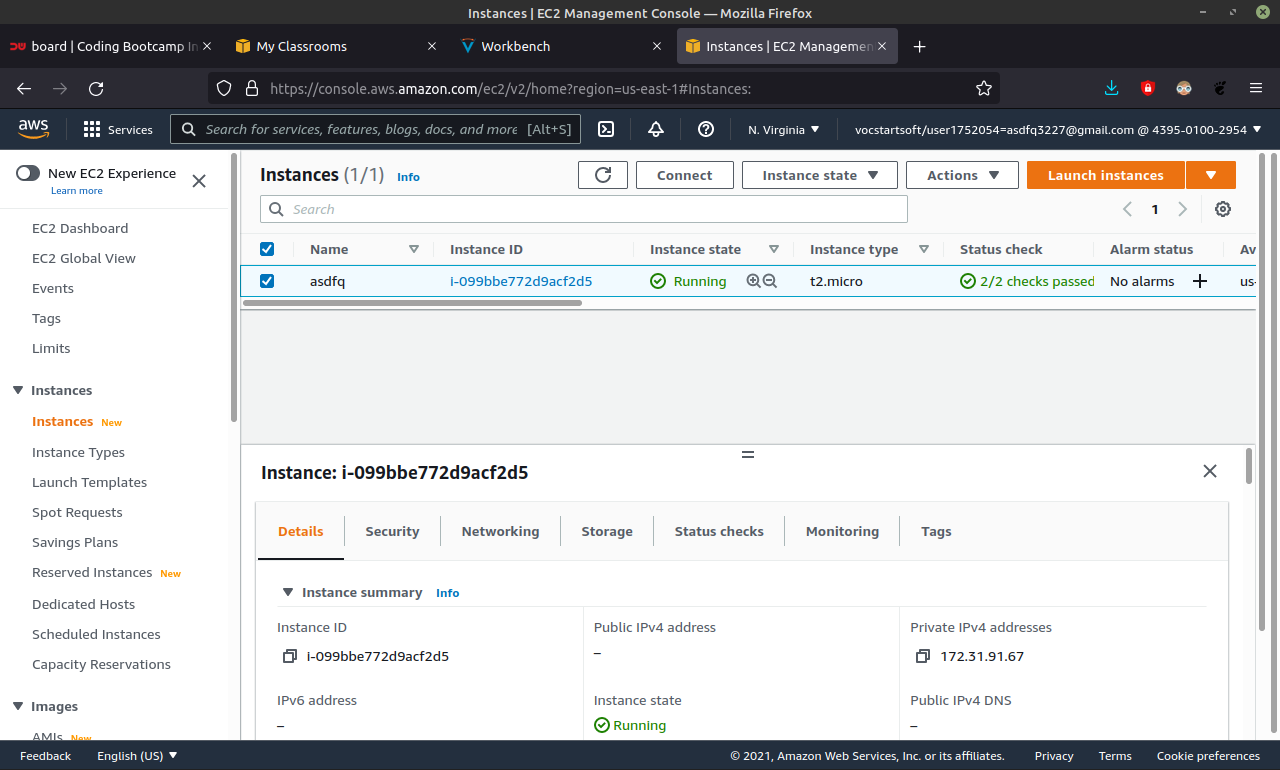 Instances | EC2 Management Console — Mozilla Firefox
board | Coding Bootcamp In
My Classrooms
Workbench
Instances | EC2 Managemen
https://console.aws.amazon.com/ec2/v2/home?region=us-east-1#Instances:
aws
Services
Search for services, features, blogs, docs, and more [Alt+S]
N. Virginia
vocstartsoft/user1752054=asdfq3227@gmail.com @ 4395-0100-2954
New EC2 Experience
Learn more
EC2 Dashboard
EC2 Global View
Events
Tags
Limits
Instances
Instances New
Instance Types
Launch Templates
Spot Requests
Savings Plans
Reserved Instances New
Dedicated Hosts
Scheduled Instances
Capacity Reservations
Images
AMIs New
Instances (1/1) Info
Connect
Instance state
Actions
Launch instances
Search
1
Name Instance ID Instance state Instance type Status check Alarm status Av
asdfq i-099bbe772d9acf2d5 Running t2.micro 2/2 checks passed No alarms us-
Instance: i-099bbe772d9acf2d5
Details Security Networking Storage Status checks Monitoring Tags
Instance summary Info
Instance ID
i-099bbe772d9acf2d5
Public IPv4 address
–
Private IPv4 addresses
172.31.91.67
IPv6 address
–
Instance state
Running
Public IPv4 DNS
–
Feedback English (US)
© 2021, Amazon Web Services, Inc. or its affiliates. Privacy Terms Cookie preferences